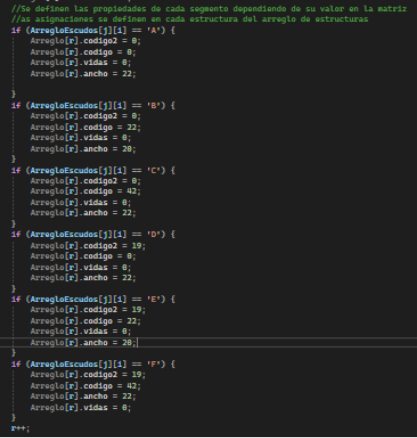 //Se definen las propiedades de cada segmento dependiendo de su valor en la matriz
//as asignaciones se definen en cada estructura del arreglo de estructuras
if (ArregloEscudos[j][i] == 'A') {
Arreglo[r].codigo2 = 0;
Arreglo[r].codigo = 0;
Arreglo[r].vidas = 0;
Arreglo[r].ancho = 22;
}
if (ArregloEscudos[j][i] == 'B') {
Arreglo[r].codigo2 = 0;
Arreglo[r].codigo = 22;
Arreglo[r].vidas = 0;
Arreglo[r].ancho = 20;
}
if (ArregloEscudos[j][i] == 'C') {
Arreglo[r].codigo2 = 0;
Arreglo[r].codigo = 42;
Arreglo[r].vidas = 0;
Arreglo[r].ancho = 22;
}
if (ArregloEscudos[j][i] == 'D') {
Arreglo[r].codigo2 = 19;
Arreglo[r].codigo = 0;
Arreglo[r].vidas = 0;
Arreglo[r].ancho = 22;
}
if (ArregloEscudos[j][i] == 'E') {
Arreglo[r].codigo2 = 19;
Arreglo[r].codigo = 22;
Arreglo[r].vidas = 0;
Arreglo[r].ancho = 20;
}
if (ArregloEscudos[j][i] == 'F') {
Arreglo[r].codigo2 = 19;
Arreglo[r].codigo = 42;
Arreglo[r].ancho = 22;
Arreglo[r].vidas = 0;
}
r++;